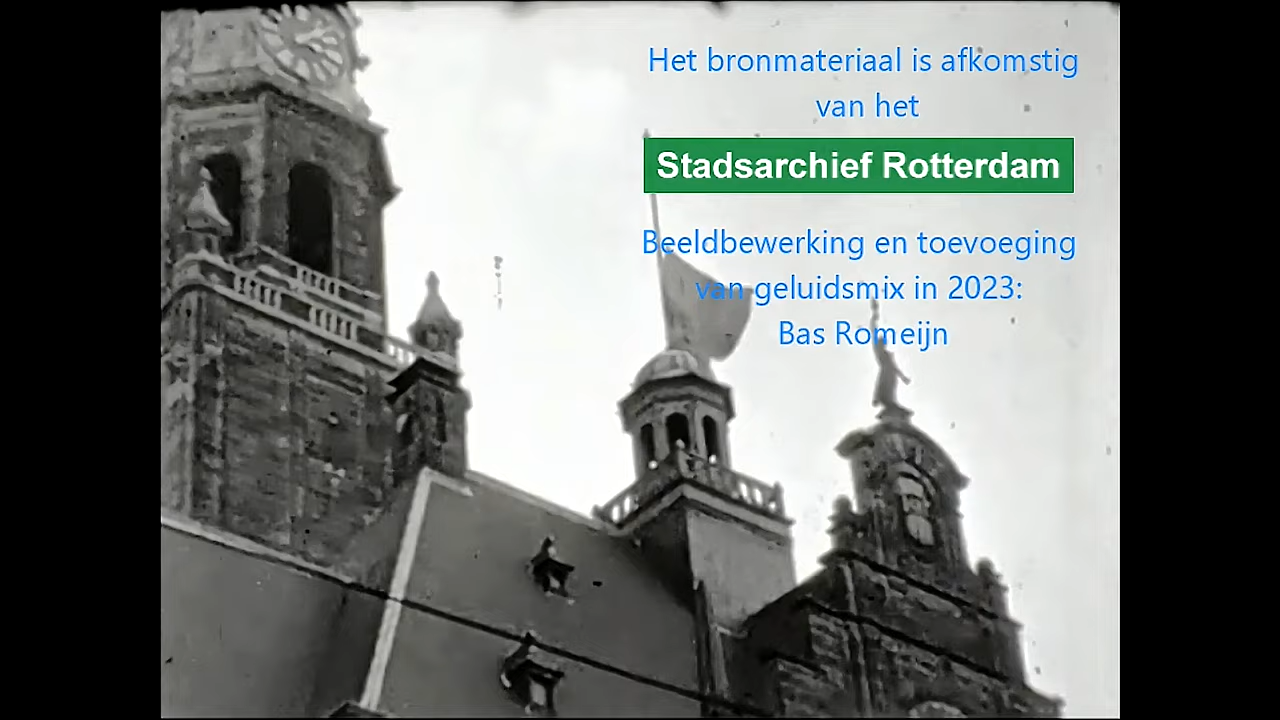 Het bronmateriaal is afkomstig
van het
Stadsarchief Rotterdam
Beeldbewerking en toevoeging
van geluidsmix in 2023:
Bas Romeijn